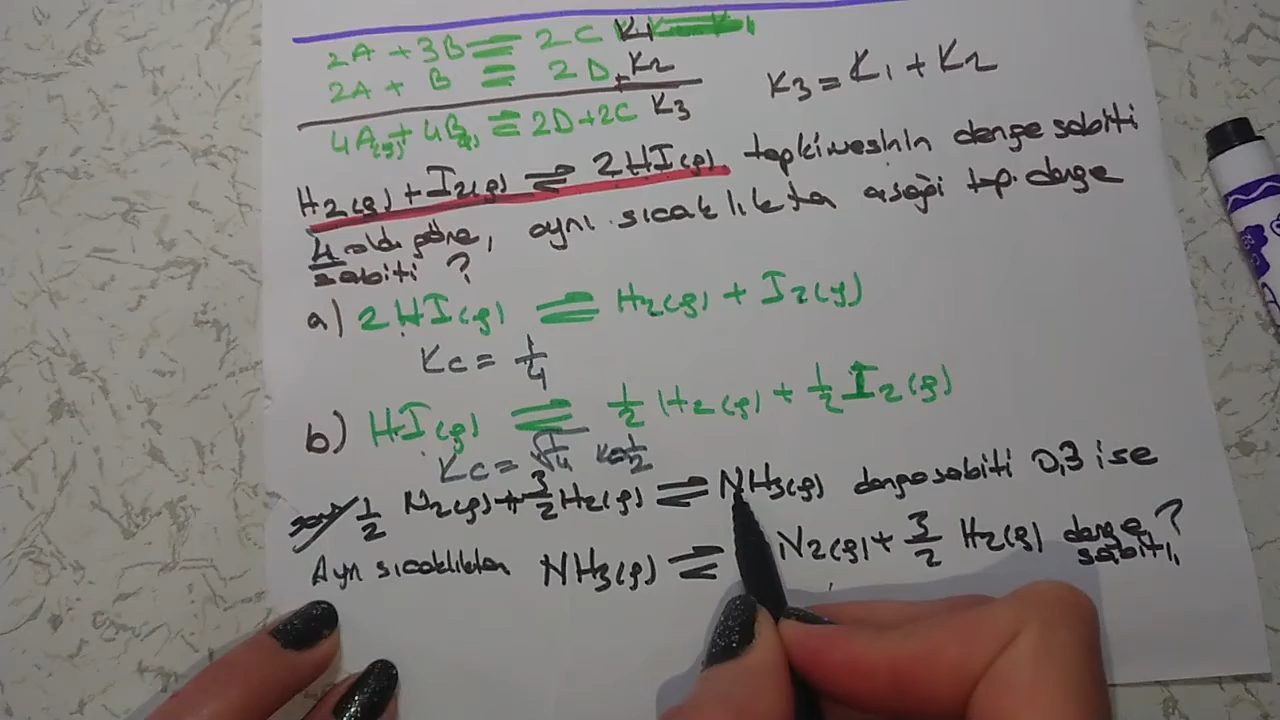 2A + 3B ⇌ 2C K1
2A + B ⇌ 2D + K2
4A(g) + 4B(g) ⇌ 2D+2C K3
K3 = K1 + K2
H2(g) + I2(g) ⇌ 2HI(g) tepkimesinin denge sabiti
4 olduğuna göre, aynı sıcaklıkta aşağı tep. denge
sabiti ?
a) 2HI(g) ⇌ H2(g) + I2(g)
Kc = 1/4
b) HI(g) ⇌ 1/2 H2(g) + 1/2 I2(g)
Kc = √1/4 K=1/2
1/2 N2(g) + 3/2 H2(g) ⇌ NH3(g) denge sabiti 0,3 ise
Ayn sıcaklıkta NH3(g) ⇌ N2(g) + 3/2 H2(g) denge sabiti ?